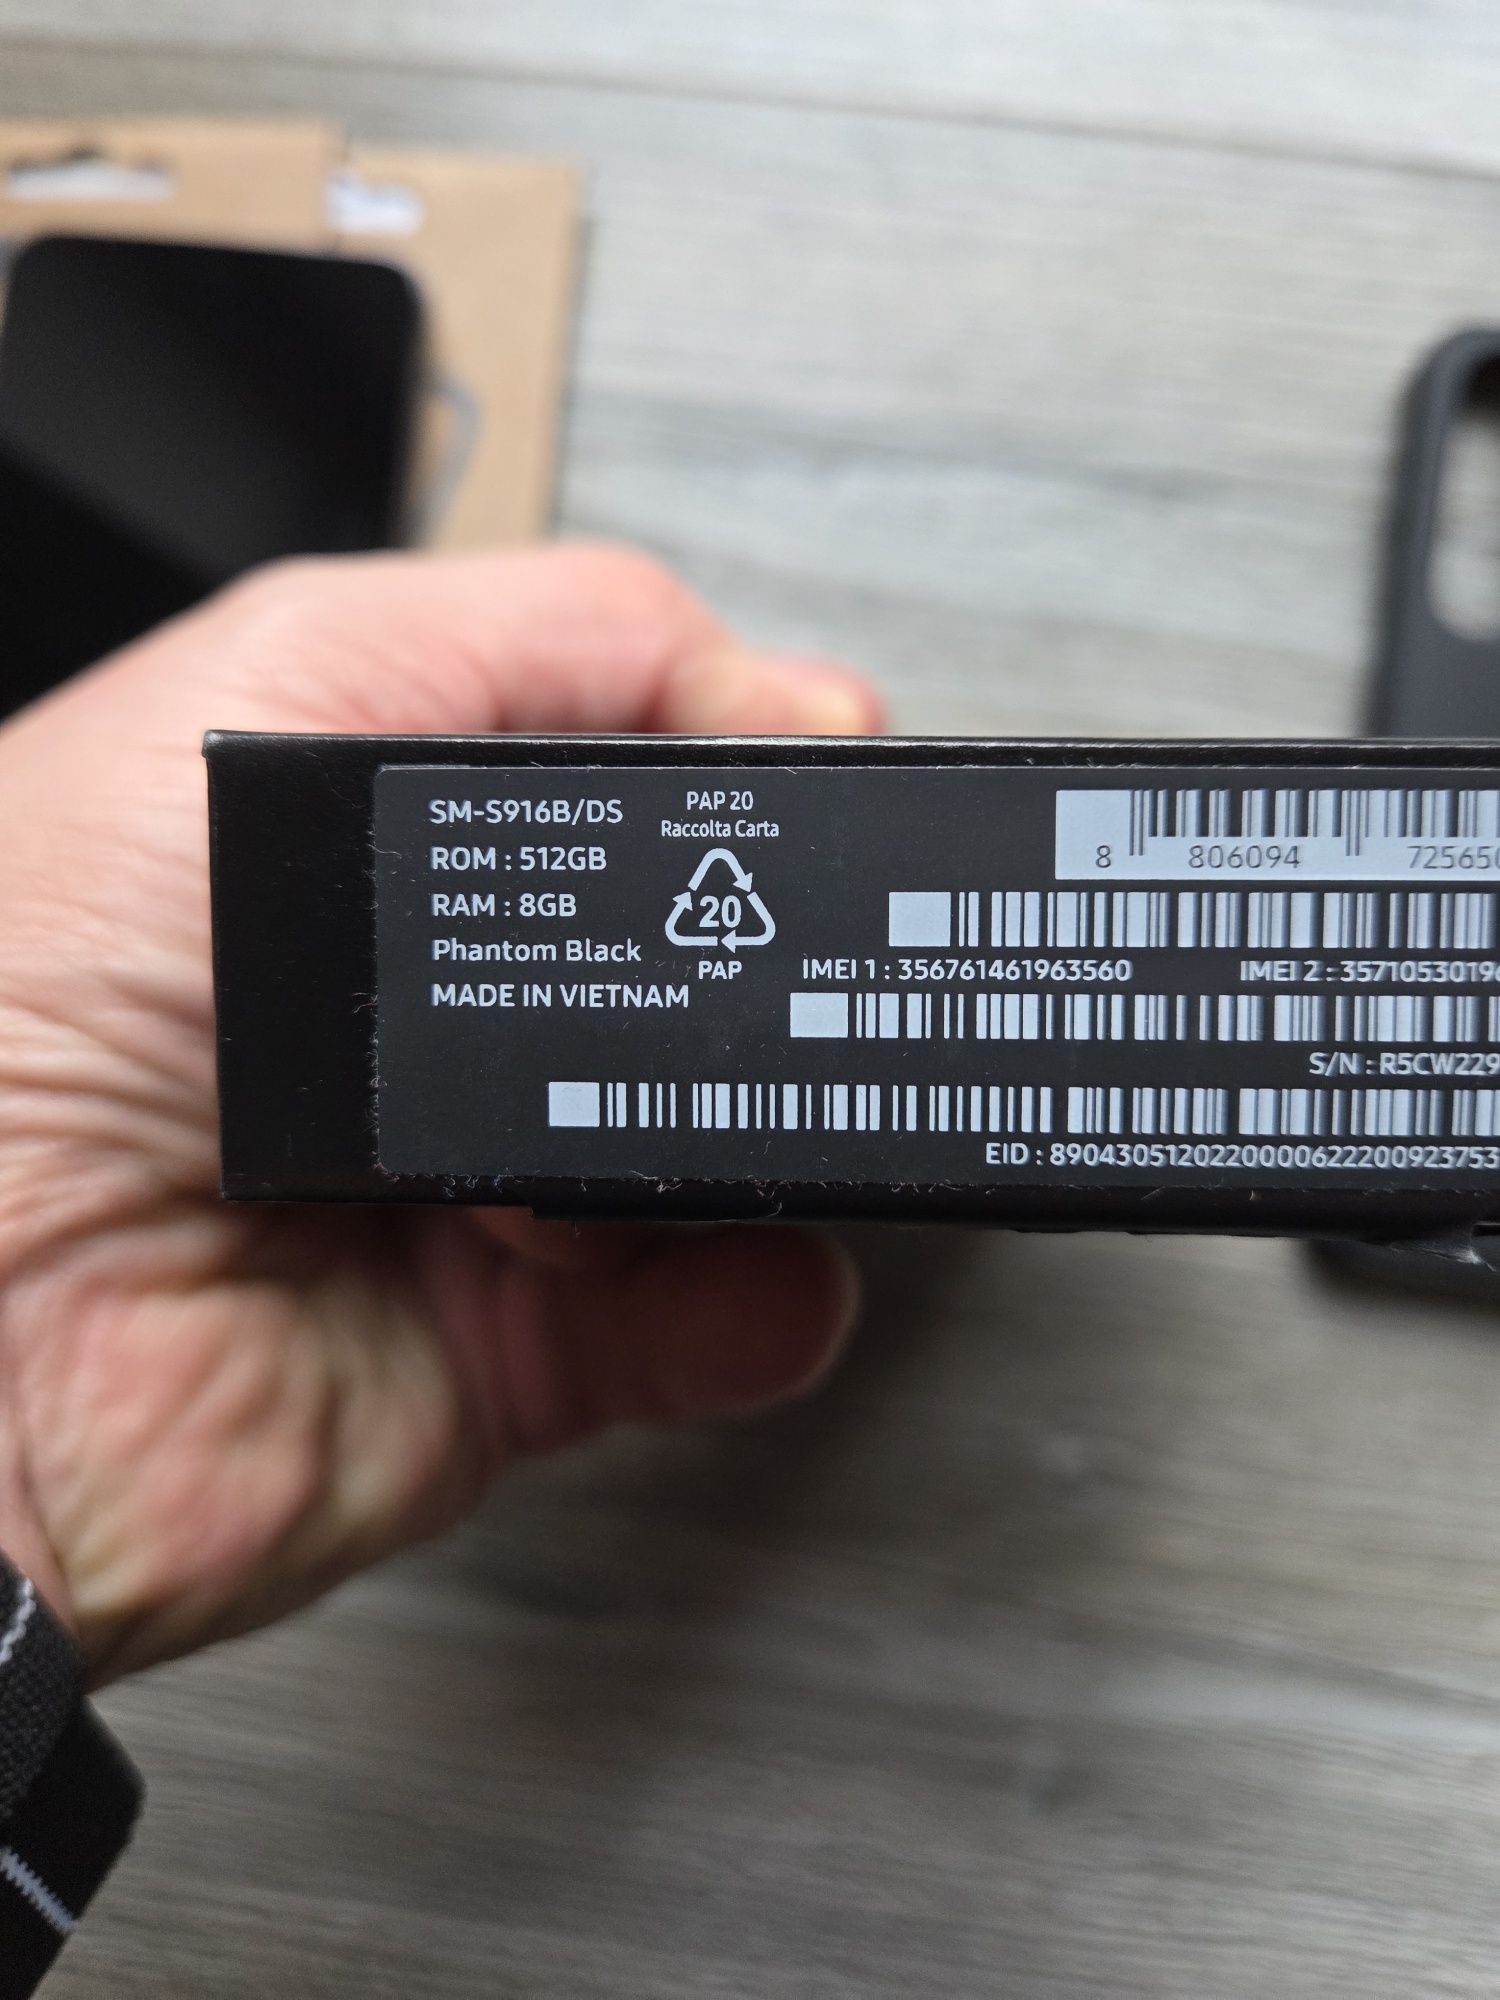 SM-S916B/DS
ROM : 512GB
RAM : 8GB
Phantom Black
MADE IN VIETNAM
PAP 20
Raccolta Carta
20
PAP
8 806094 72565
IMEI 1 : 356761461963560
IMEI 2 : 3571053019
S/N : R5CW229
EID : 8904305120220000622200923753